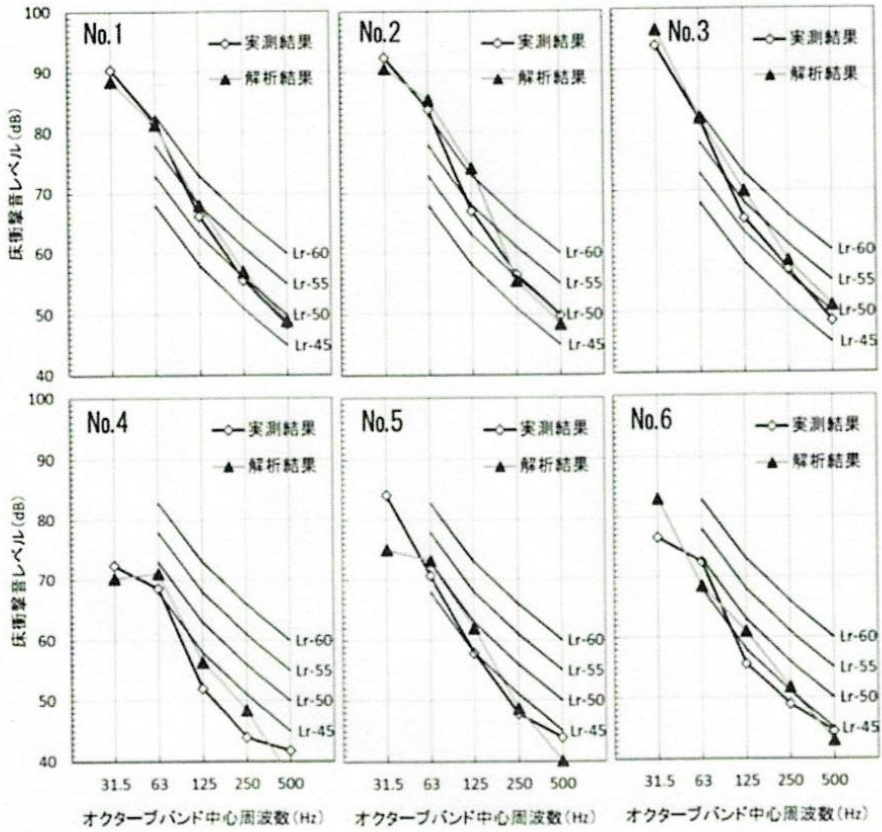 No.1
実測結果
解析結果
Lr-60
Lr-55
Lr-50
Lr-45
床衝撃音レベル(dB)
100
90
80
70
60
50
40
No.2
実測結果
解析結果
Lr-60
Lr-55
Lr-50
Lr-45
No.3
実測結果
解析結果
Lr-60
Lr-55
Lr-50
Lr-45
No.4
実測結果
解析結果
Lr-60
Lr-55
Lr-50
Lr-45
床衝撃音レベル(dB)
100
90
80
70
60
50
40
31.5 63 125 250 500
オクターブバンド中心周波数(Hz)
No.5
実測結果
解析結果
Lr-60
Lr-55
Lr-50
Lr-45
31.5 63 125 250 500
オクターブバンド中心周波数(Hz)
No.6
実測結果
解析結果
Lr-60
Lr-55
Lr-50
Lr-45
31.5 63 125 250 500
オクターブバンド中心周波数(Hz)